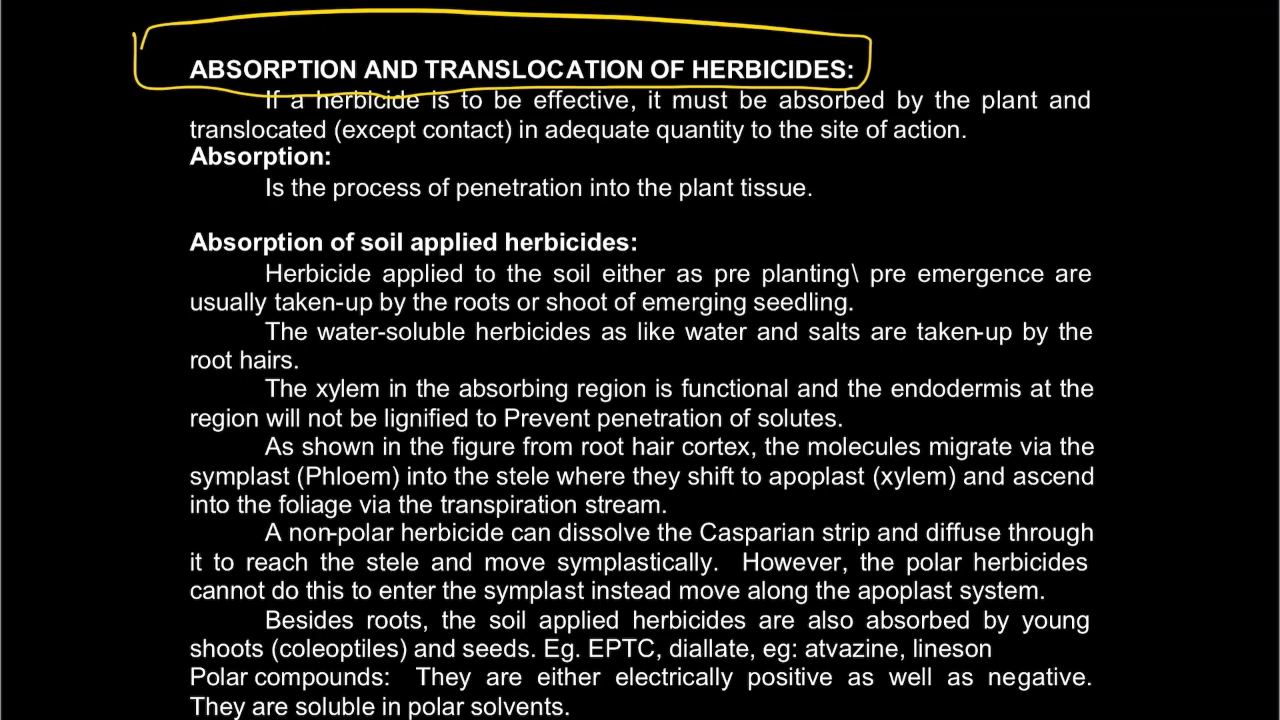 ABSORPTION AND TRANSLOCATION OF HERBICIDES:
If a herbicide is to be effective, it must be absorbed by the plant and
translocated (except contact) in adequate quantity to the site of action.
Absorption:
Is the process of penetration into the plant tissue.
Absorption of soil applied herbicides:
Herbicide applied to the soil either as pre planting\ pre emergence are
usually taken-up by the roots or shoot of emerging seedling.
The water-soluble herbicides as like water and salts are taken-up by the
root hairs.
The xylem in the absorbing region is functional and the endodermis at the
region will not be lignified to Prevent penetration of solutes.
As shown in the figure from root hair cortex, the molecules migrate via the
symplast (Phloem) into the stele where they shift to apoplast (xylem) and ascend
into the foliage via the transpiration stream.
A non-polar herbicide can dissolve the Casparian strip and diffuse through
it to reach the stele and move symplastically. However, the polar herbicides
cannot do this to enter the symplast instead move along the apoplast system.
Besides roots, the soil applied herbicides are also absorbed by young
shoots (coleoptiles) and seeds. Eg. EPTC, diallate, eg: atvazine, lineson
Polar compounds: They are either electrically positive as well as negative.
They are soluble in polar solvents.